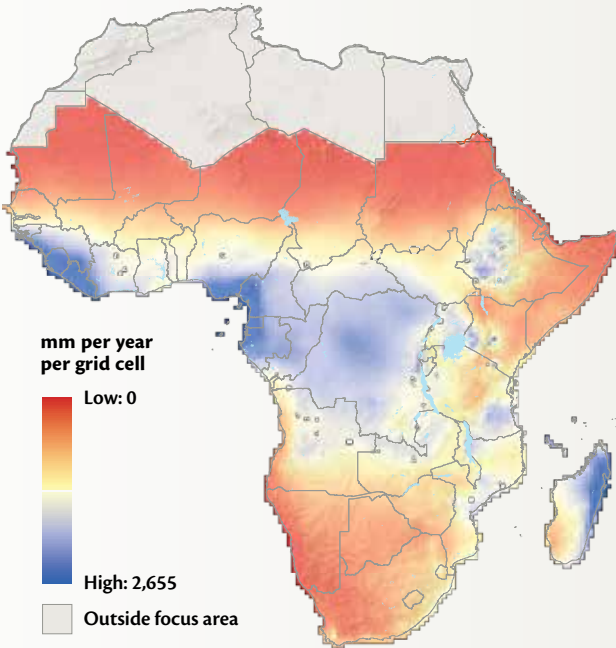 mm per year
per grid cell
Low: 0
High: 2,655
Outside focus area